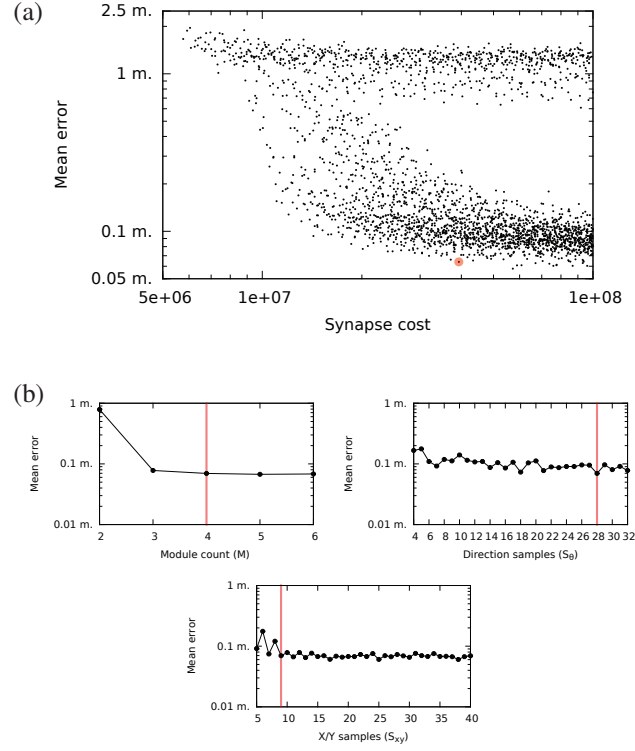 (a)
2.5 m.
1 m.
0.1 m.
0.05 m.
Mean error
5e+06 1e+07 1e+08
Synapse cost
(b)
1 m.
0.1 m.
0.01 m.
Mean error
2 3 4 5 6
Module count (M)
1 m.
0.1 m.
0.01 m.
Mean error
4 6 8 10 12 14 16 18 20 22 24 26 28 30 32
Direction samples (Sθ)
1 m.
0.1 m.
0.01 m.
Mean error
5 10 15 20 25 30 35 40
X/Y samples (Sxy)